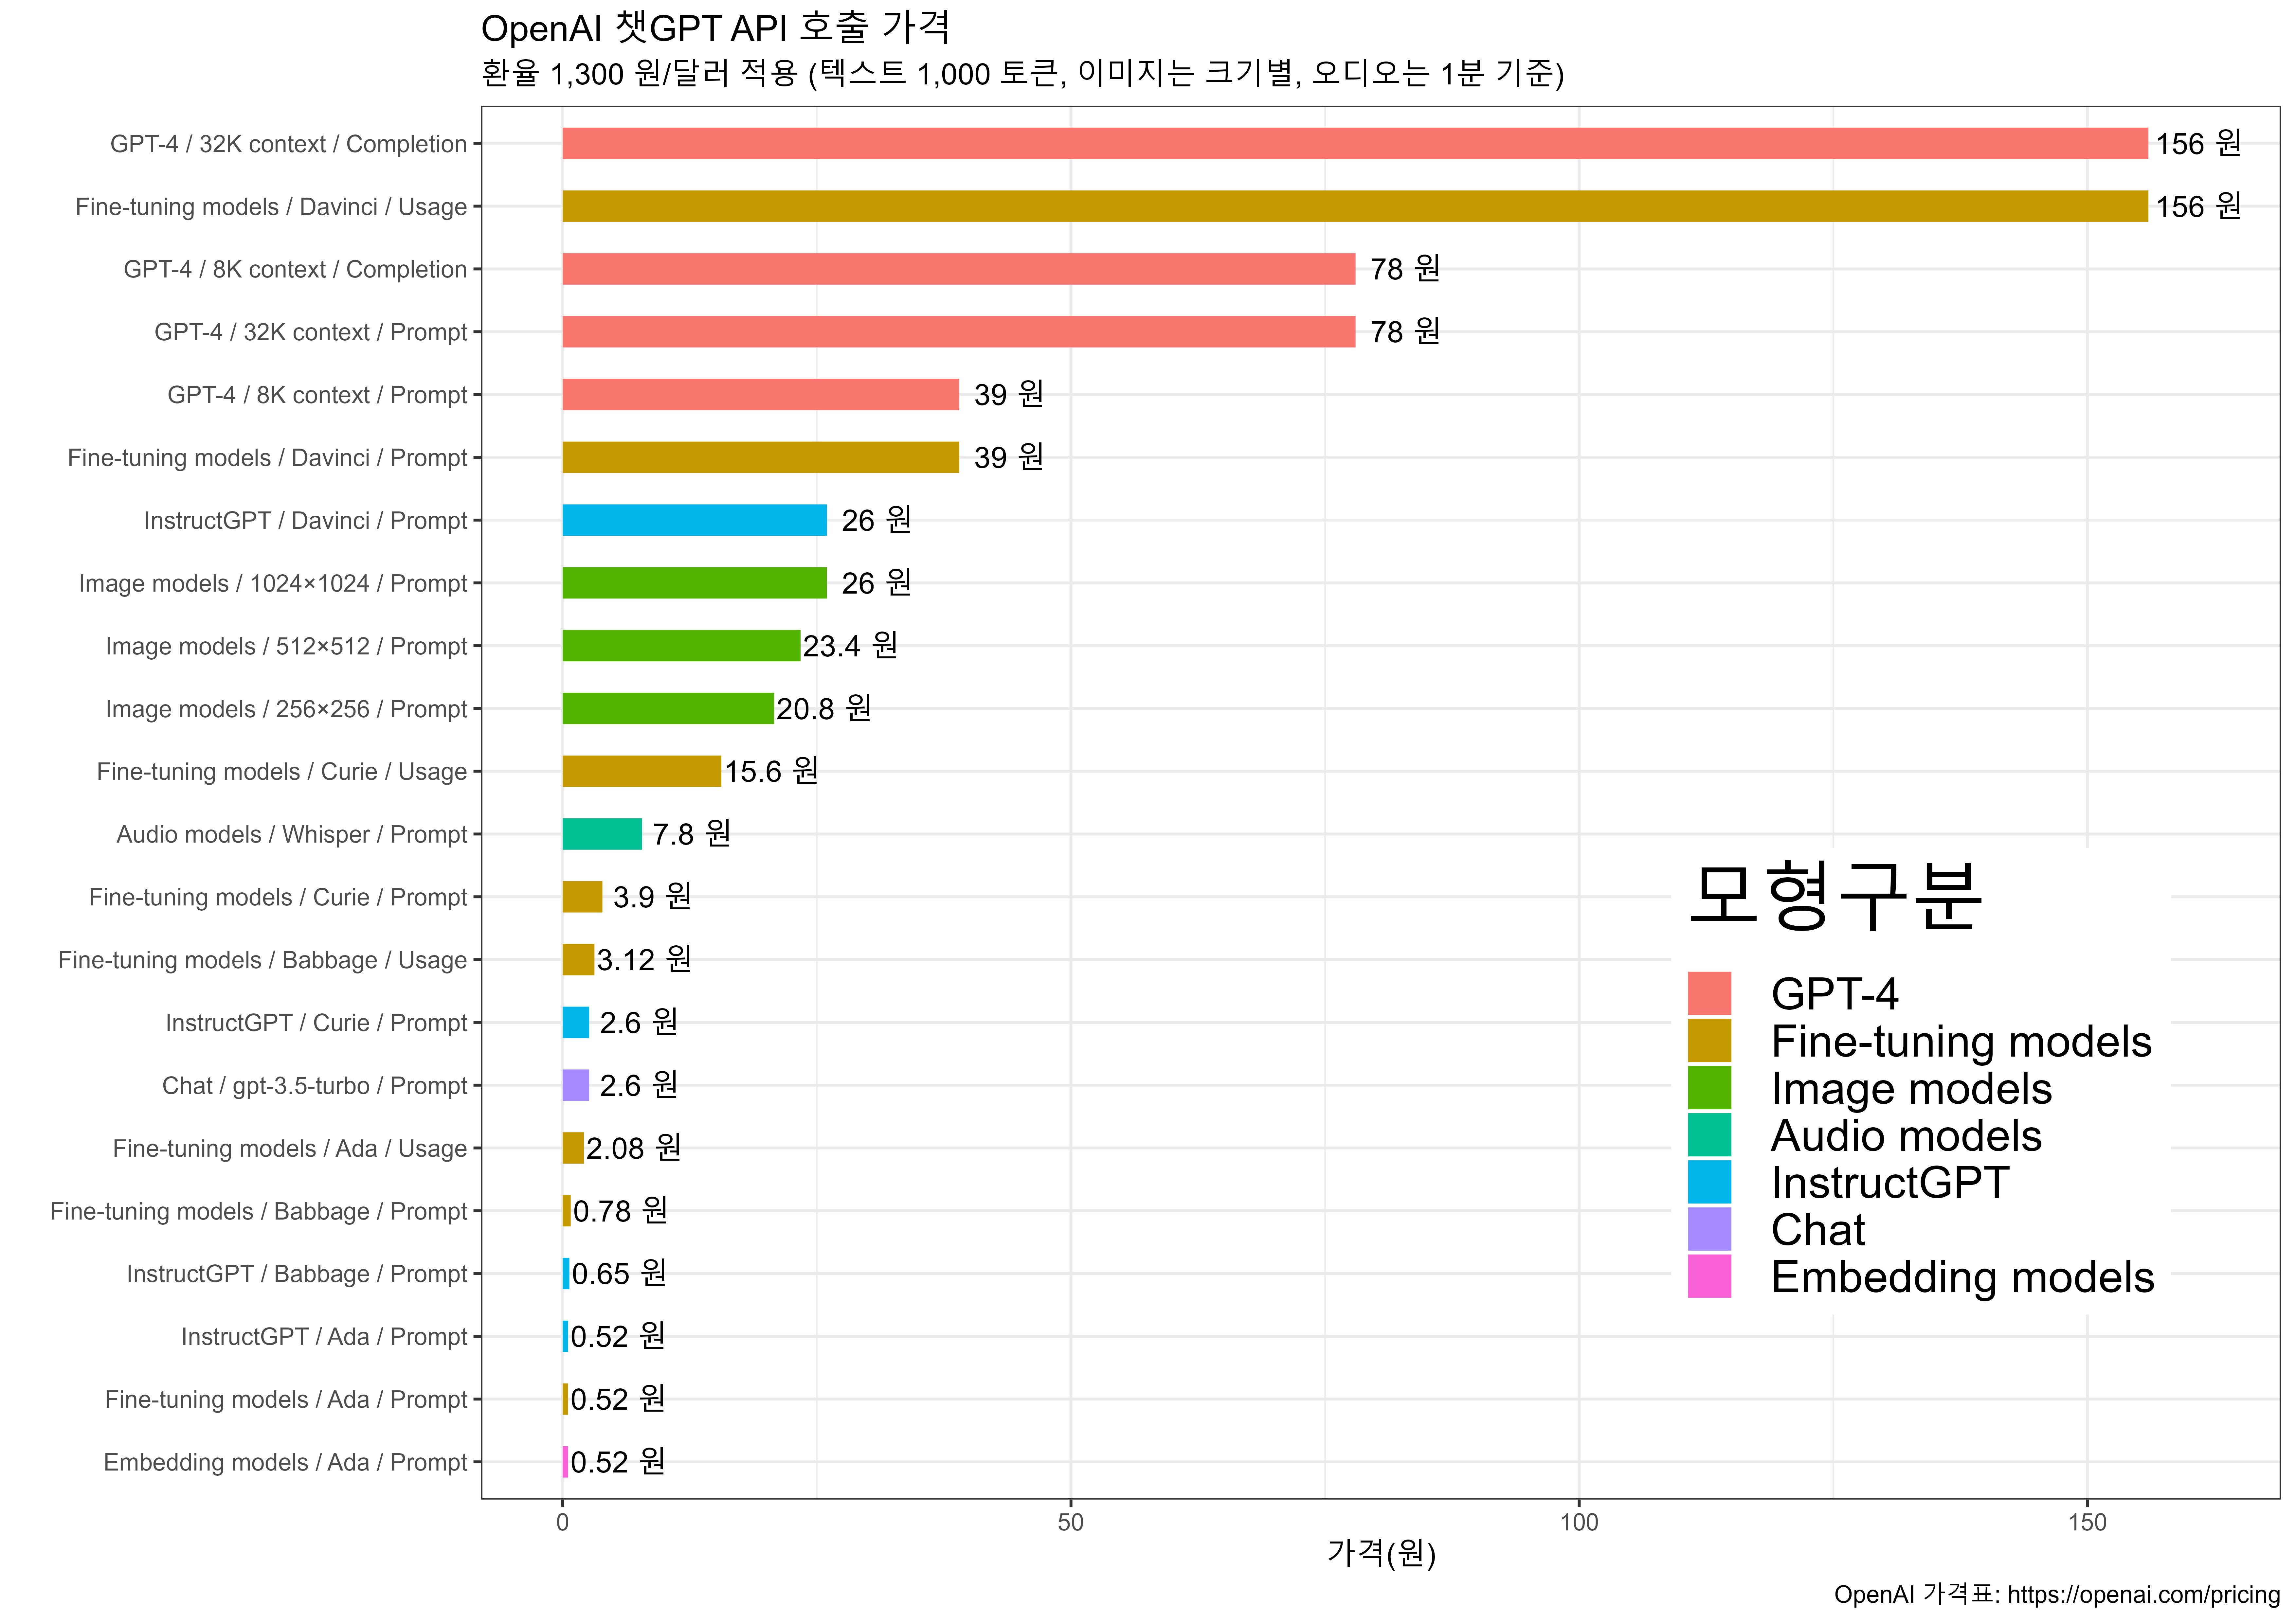 OpenAI 챗GPT API 호출 가격
환율 1,300 원/달러 적용 (텍스트 1,000 토큰, 이미지는 크기별, 오디오는 1분 기준)
GPT-4 / 32K context / Completion 156 원
Fine-tuning models / Davinci / Usage 156 원
GPT-4 / 8K context / Completion 78 원
GPT-4 / 32K context / Prompt 78 원
GPT-4 / 8K context / Prompt 39 원
Fine-tuning models / Davinci / Prompt 39 원
InstructGPT / Davinci / Prompt 26 원
Image models / 1024×1024 / Prompt 26 원
Image models / 512×512 / Prompt 23.4 원
Image models / 256×256 / Prompt 20.8 원
Fine-tuning models / Curie / Usage 15.6 원
Audio models / Whisper / Prompt 7.8 원
Fine-tuning models / Curie / Prompt 3.9 원
Fine-tuning models / Babbage / Usage 3.12 원
InstructGPT / Curie / Prompt 2.6 원
Chat / gpt-3.5-turbo / Prompt 2.6 원
Fine-tuning models / Ada / Usage 2.08 원
Fine-tuning models / Babbage / Prompt 0.78 원
InstructGPT / Babbage / Prompt 0.65 원
InstructGPT / Ada / Prompt 0.52 원
Fine-tuning models / Ada / Prompt 0.52 원
Embedding models / Ada / Prompt 0.52 원
모형구분
GPT-4
Fine-tuning models
Image models
Audio models
InstructGPT
Chat
Embedding models
0 50 100 150
가격(원)
OpenAI 가격표: https://openai.com/pricing